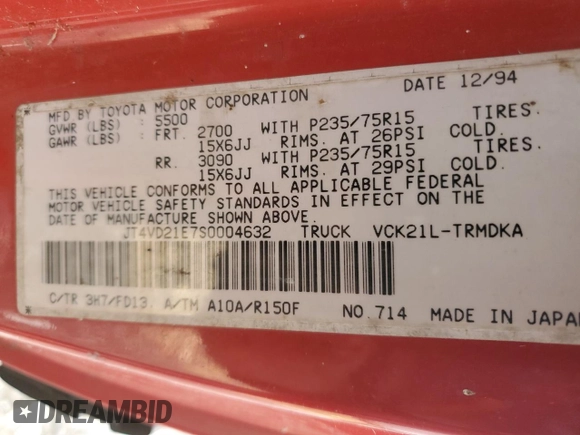 MFD BY TOYOTA MOTOR CORPORATION DATE 12/94
GVWR (LBS) : 5500
GAWR (LBS) : FRT. 2700 WITH P235/75R15 TIRES.
15X6JJ RIMS. AT 26PSI COLD.
RR. 3090 WITH P235/75R15 TIRES.
15X6JJ RIMS. AT 29PSI COLD.
THIS VEHICLE CONFORMS TO ALL APPLICABLE FEDERAL
MOTOR VEHICLE SAFETY STANDARDS IN EFFECT ON THE
DATE OF MANUFACTURE SHOWN ABOVE.
JT4VD21E7S0004632 TRUCK VCK21L-TRMDKA
C/TR 3H7/FD13. A/TM A10A/R150F NO.714 MADE IN JAPA
DREAMBID